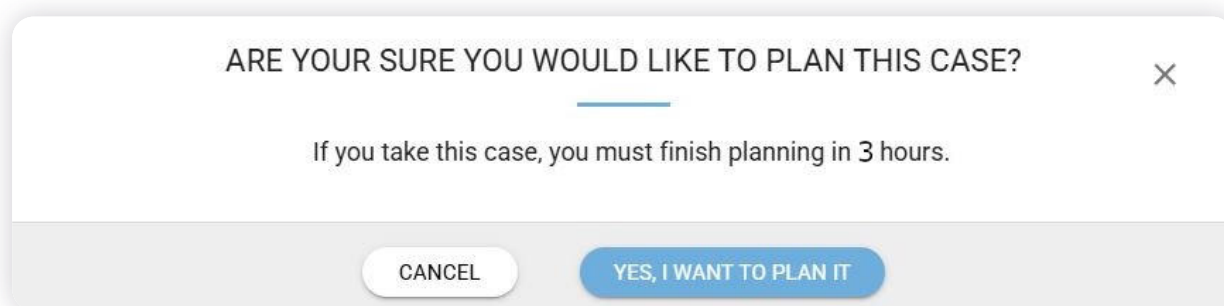 ARE YOUR SURE YOU WOULD LIKE TO PLAN THIS CASE?
If you take this case, you must finish planning in 3 hours.
CANCEL
YES, I WANT TO PLAN IT